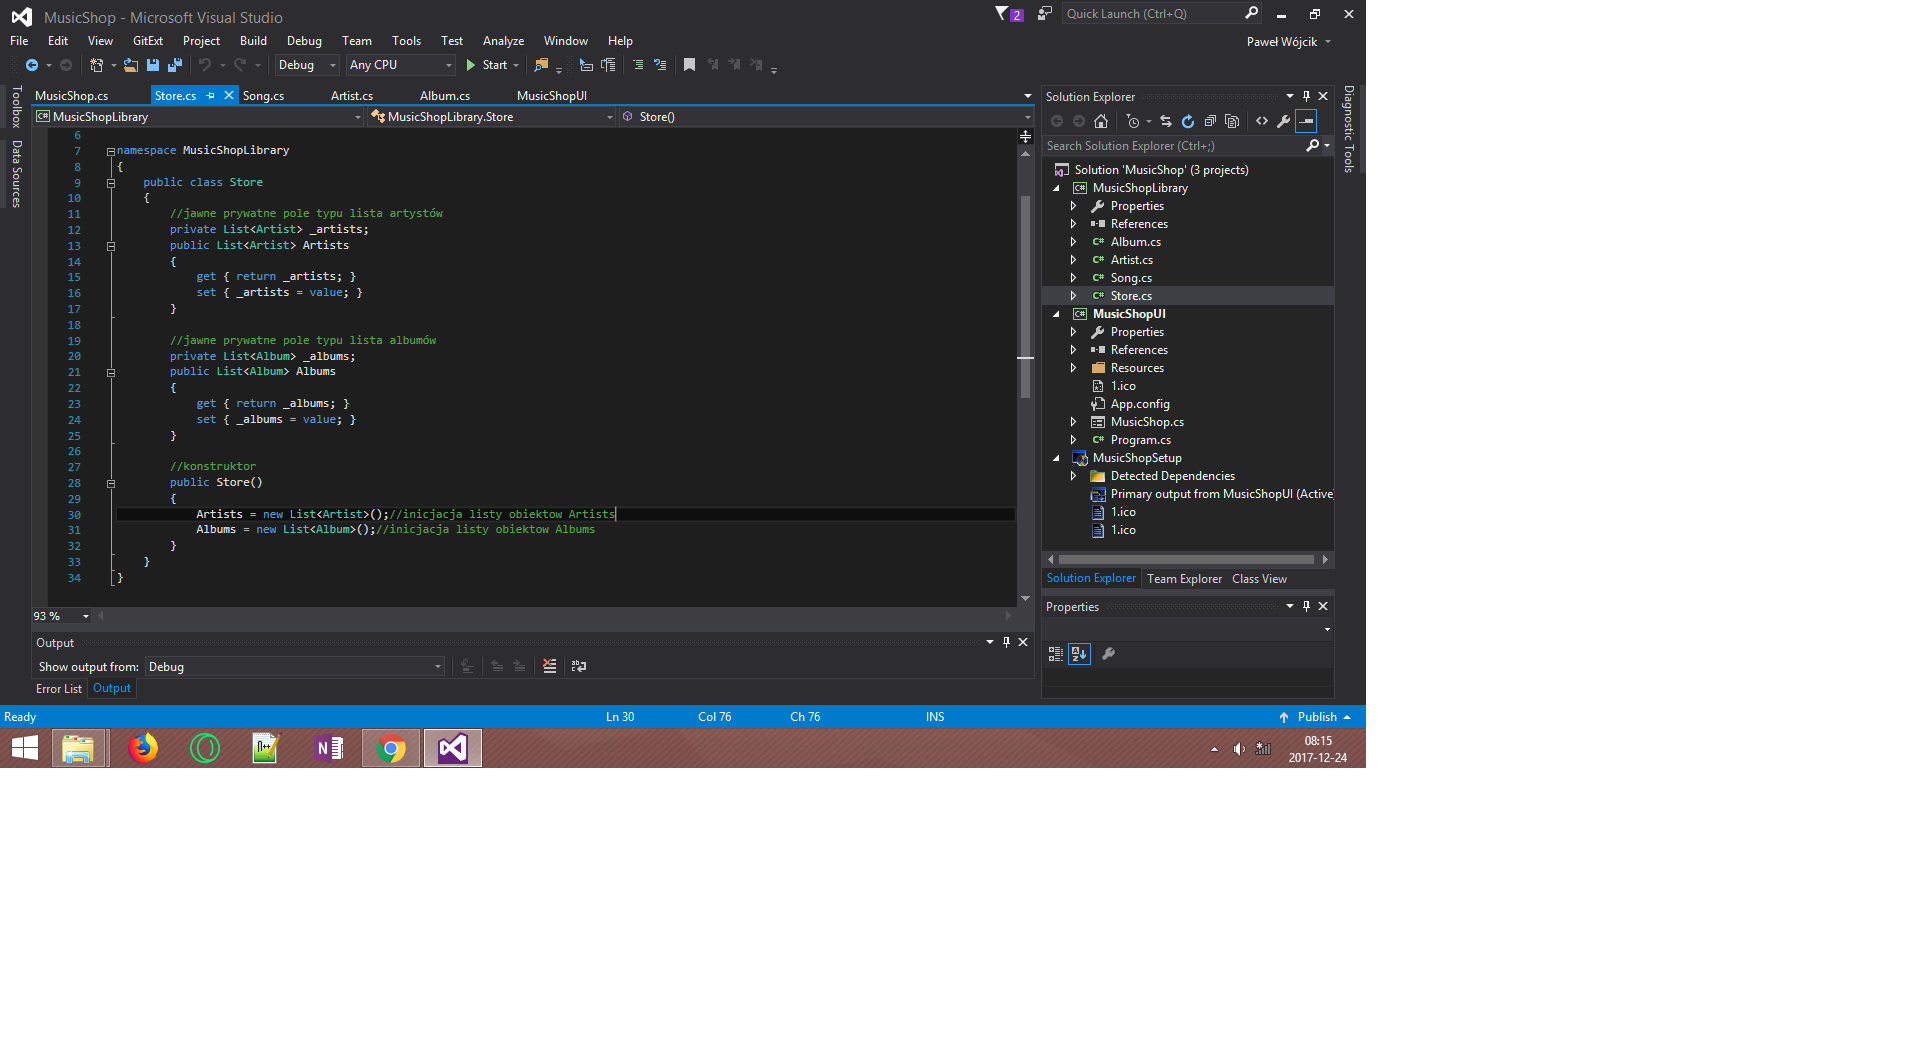 MusicShop - Microsoft Visual Studio
2
Quick Launch (Ctrl+Q)
File Edit View GitExt Project Build Debug Team Tools Test Analyze Window Help
Paweł Wójcik
Debug Any CPU Start
Toolbox
Data Sources
MusicShop.cs Store.cs Song.cs Artist.cs Album.cs MusicShopUI
MusicShopLibrary MusicShopLibrary.Store Store()
6
7 namespace MusicShopLibrary
8 {
9 public class Store
10 {
11 //jawne prywatne pole typu lista artystów
12 private List<Artist> _artists;
13 public List<Artist> Artists
14 {
15 get { return _artists; }
16 set { _artists = value; }
17 }
18
19 //jawne prywatne pole typu lista albumów
20 private List<Album> _albums;
21 public List<Album> Albums
22 {
23 get { return _albums; }
24 set { _albums = value; }
25 }
26
27 //konstruktor
28 public Store()
29 {
30 Artists = new List<Artist>();//inicjacja listy obiektow Artists
31 Albums = new List<Album>();//inicjacja listy obiektow Albums
32 }
33 }
34 }
93 %
Output
Show output from: Debug
Error List Output
Solution Explorer
Search Solution Explorer (Ctrl+;)
Solution 'MusicShop' (3 projects)
MusicShopLibrary
Properties
References
Album.cs
Artist.cs
Song.cs
Store.cs
MusicShopUI
Properties
References
Resources
1.ico
App.config
MusicShop.cs
Program.cs
MusicShopSetup
Detected Dependencies
Primary output from MusicShopUI (Active)
1.ico
1.ico
Solution Explorer Team Explorer Class View
Properties
Diagnostic Tools
Ready Ln 30 Col 76 Ch 76 INS Publish
08:15
2017-12-24